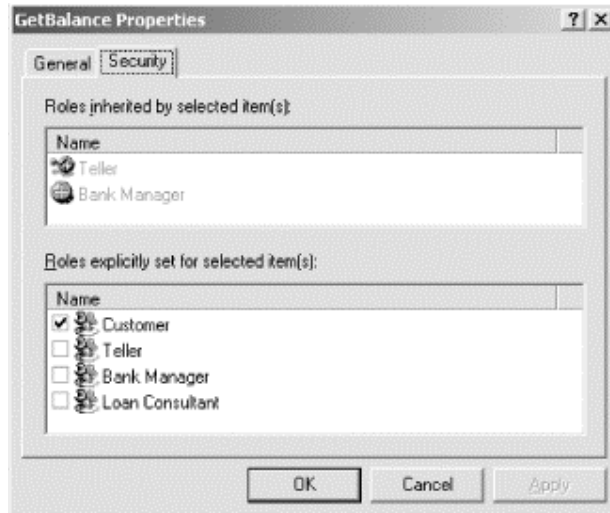 GetBalance Properties
General Security
Roles inherited by selected item(s):
Name
Teller
Bank Manager
Roles explicitly set for selected item(s):
Name
Customer
Teller
Bank Manager
Loan Consultant
OK Cancel Apply